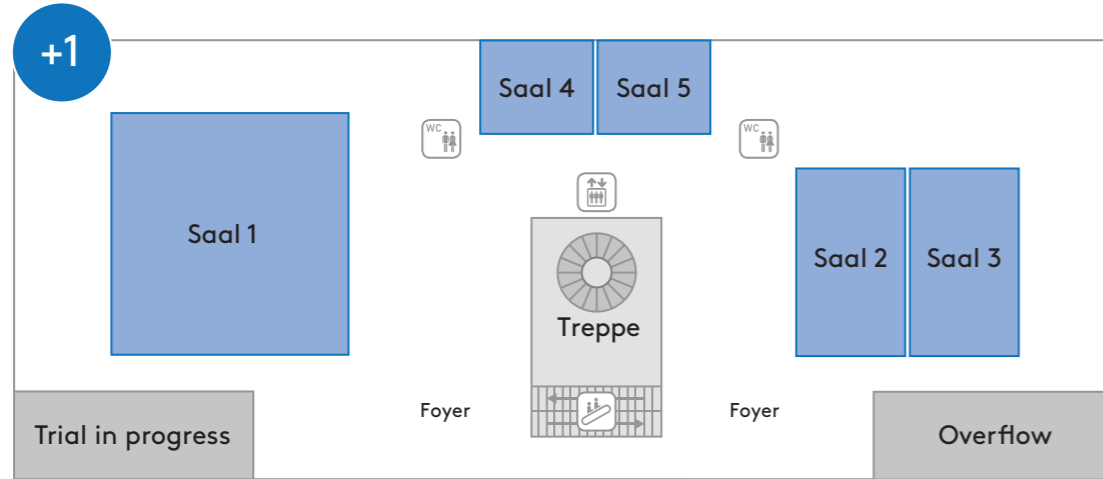 +1
Saal 4
Saal 5
WC
WC
Saal 1
Saal 2
Saal 3
Treppe
Foyer
Foyer
Trial in progress
Overflow